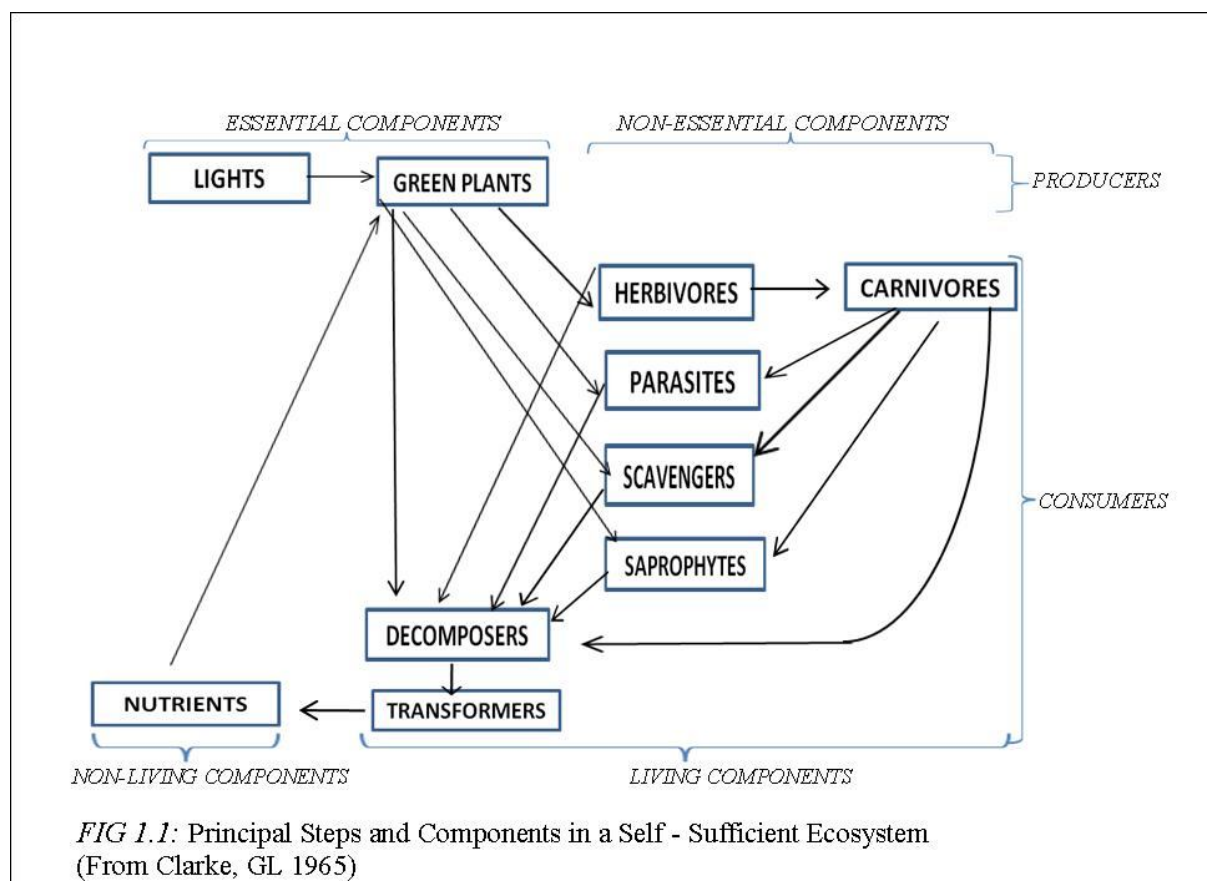 ESSENTIAL COMPONENTS
NON-ESSENTIAL COMPONENTS
LIGHTS
GREEN PLANTS
PRODUCERS
HERBIVORES
CARNIVORES
PARASITES
SCAVENGERS
CONSUMERS
SAPROPHYTES
DECOMPOSERS
NUTRIENTS
TRANSFORMERS
NON-LIVING COMPONENTS
LIVING COMPONENTS
FIG 1.1: Principal Steps and Components in a Self - Sufficient Ecosystem
(From Clarke, GL 1965)